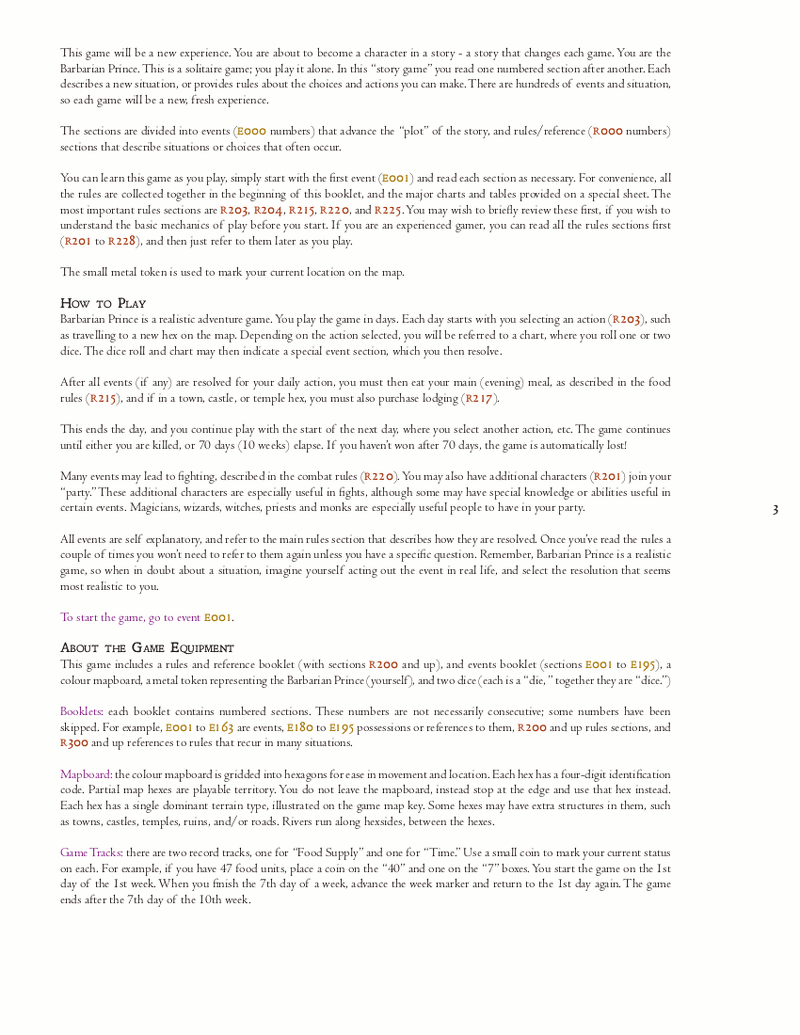 This game will be a new experience. You are about to become a character in a story - a story that changes each game. You are the
Barbarian Prince. This is a solitaire game; you play it alone. In this “story game” you read one numbered section after another. Each
describes a new situation, or provides rules about the choices and actions you can make. There are hundreds of events and situation,
so each game will be a new, fresh experience.
The sections are divided into events (E000 numbers) that advance the “plot” of the story, and rules/reference (R000 numbers)
sections that describe situations or choices that often occur.
You can learn this game as you play, simply start with the first event (E001) and read each section as necessary. For convenience, all
the rules are collected together in the beginning of this booklet, and the major charts and tables provided on a special sheet. The
most important rules sections are R203, R204, R215, R220, and R225. You may wish to briefly review these first, if you wish to
understand the basic mechanics of play before you start. If you are an experienced gamer, you can read all the rules sections first
(R201 to R228), and then just refer to them later as you play.
The small metal token is used to mark your current location on the map.
How to Play
Barbarian Prince is a realistic adventure game. You play the game in days. Each day starts with you selecting an action (R203), such
as travelling to a new hex on the map. Depending on the action selected, you will be referred to a chart, where you roll one or two
dice. The dice roll and chart may then indicate a special event section, which you then resolve.
After all events (if any) are resolved for your daily action, you must then eat your main (evening) meal, as described in the food
rules (R215), and if in a town, castle, or temple hex, you must also purchase lodging (R217).
This ends the day, and you continue play with the start of the next day, where you select another action, etc. The game continues
until either you are killed, or 70 days (10 weeks) elapse. If you haven’t won after 70 days, the game is automatically lost!
Many events may lead to fighting, described in the combat rules (R220). You may also have additional characters (R201) join your
“party.” These additional characters are especially useful in fights, although some may have special knowledge or abilities useful in
certain events. Magicians, wizards, witches, priests and monks are especially useful people to have in your party.
3
All events are self explanatory, and refer to the main rules section that describes how they are resolved. Once you’ve read the rules a
couple of times you won’t need to refer to them again unless you have a specific question. Remember, Barbarian Prince is a realistic
game, so when in doubt about a situation, imagine yourself acting out the event in real life, and select the resolution that seems
most realistic to you.
To start the game, go to event E001.
About the Game Equipment
This game includes a rules and reference booklet (with sections R200 and up), and events booklet (sections E001 to E195), a
colour mapboard, a metal token representing the Barbarian Prince (yourself), and two dice (each is a “die,” together they are “dice.”)
Booklets: each booklet contains numbered sections. These numbers are not necessarily consecutive; some numbers have been
skipped. For example, E001 to E163 are events, E180 to E195 possessions or references to them, R200 and up rules sections, and
R300 and up references to rules that recur in many situations.
Mapboard: the colour mapboard is gridded into hexagons for ease in movement and location. Each hex has a four-digit identification
code. Partial map hexes are playable territory. You do not leave the mapboard, instead stop at the edge and use that hex instead.
Each hex has a single dominant terrain type, illustrated on the game map key. Some hexes may have extra structures in them, such
as towns, castles, temples, ruins, and/or roads. Rivers run along hexsides, between the hexes.
Game Tracks: there are two record tracks, one for “Food Supply” and one for “Time.” Use a small coin to mark your current status
on each. For example, if you have 47 food units, place a coin on the “40” and one on the “7” boxes. You start the game on the 1st
day of the 1st week. When you finish the 7th day of a week, advance the week marker and return to the 1st day again. The game
ends after the 7th day of the 10th week.